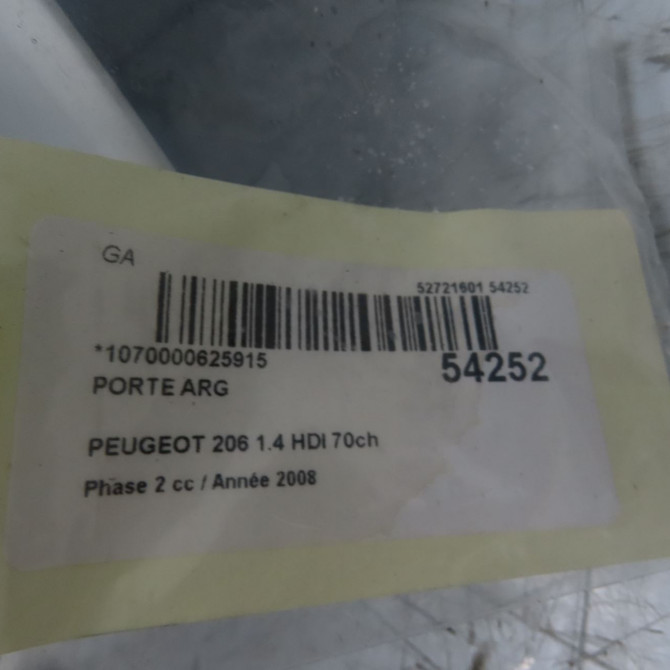 GA
52721601 54252
*1070000625915
54252
PORTE ARG
PEUGEOT 206 1.4 HDI 70ch
Phase 2 cc / Année 2008